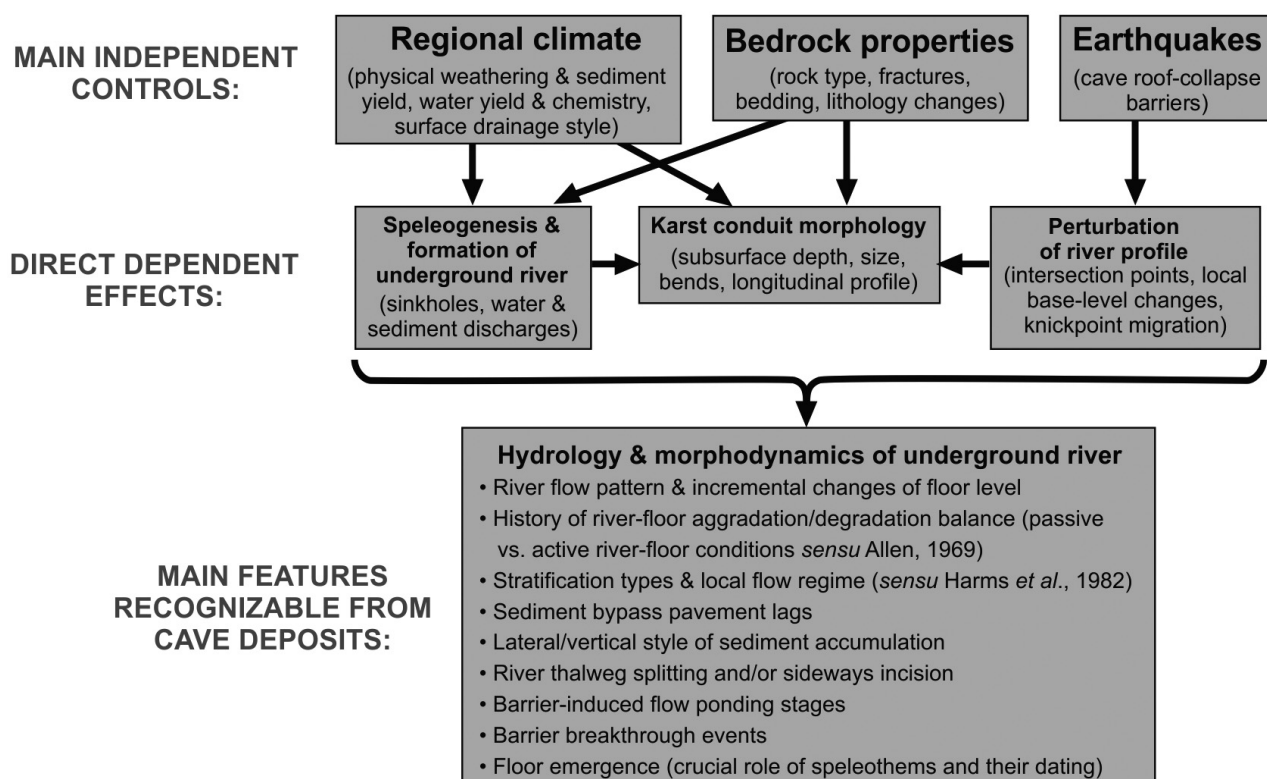 MAIN INDEPENDENT
CONTROLS:
Regional climate
(physical weathering & sediment
yield, water yield & chemistry,
surface drainage style)
Bedrock properties
(rock type, fractures,
bedding, lithology changes)
Earthquakes
(cave roof-collapse
barriers)
DIRECT DEPENDENT
EFFECTS:
Speleogenesis &
formation of
underground river
(sinkholes, water &
sediment discharges)
Karst conduit morphology
(subsurface depth, size,
bends, longitudinal profile)
Perturbation
of river profile
(intersection points, local
base-level changes,
knickpoint migration)
MAIN FEATURES
RECOGNIZABLE FROM
CAVE DEPOSITS:
Hydrology & morphodynamics of underground river
• River flow pattern & incremental changes of floor level
• History of river-floor aggradation/degradation balance (passive
vs. active river-floor conditions sensu Allen, 1969)
• Stratification types & local flow regime (sensu Harms et al., 1982)
• Sediment bypass pavement lags
• Lateral/vertical style of sediment accumulation
• River thalweg splitting and/or sideways incision
• Barrier-induced flow ponding stages
• Barrier breakthrough events
• Floor emergence (crucial role of speleothems and their dating)